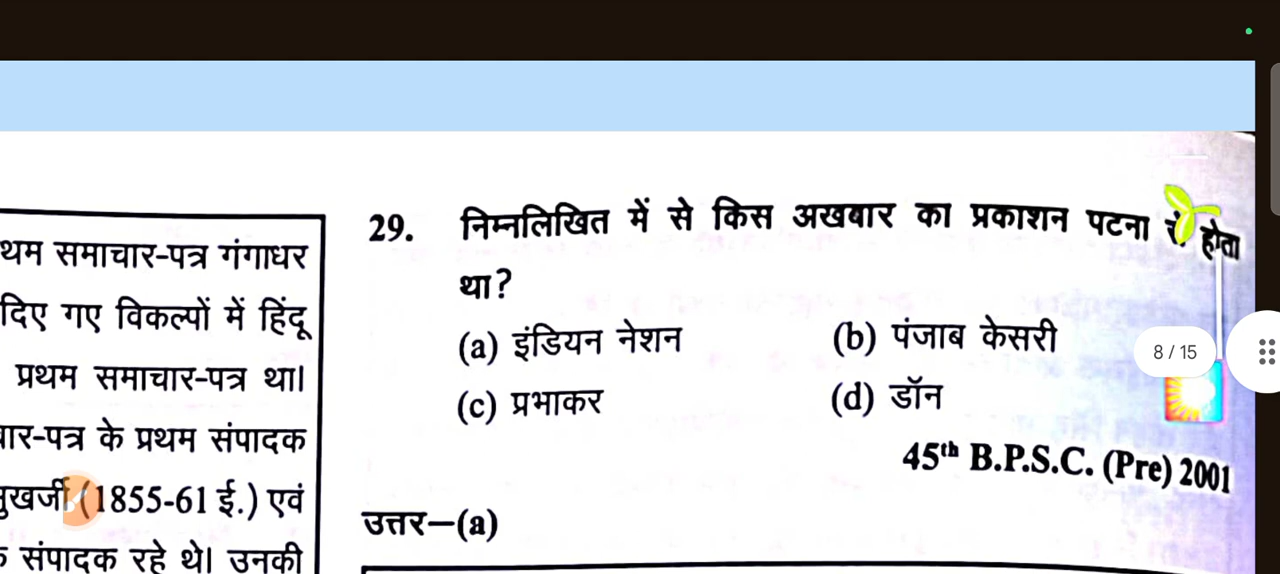 थम समाचार-पत्र गंगाधर
दिए गए विकल्पों में हिंदू
प्रथम समाचार-पत्र था।
चार-पत्र के प्रथम संपादक
(1855-61 ई.) एवं
संपादक रहे थे। उनकी
29. निम्नलिखित में से किस अखबार का प्रकाशन पटना से होता
था?
(a) इंडियन नेशन (b) पंजाब केसरी
(c) प्रभाकर (d) डॉन
45th B.P.S.C. (Pre) 2001
उत्तर–(a)
8 / 15